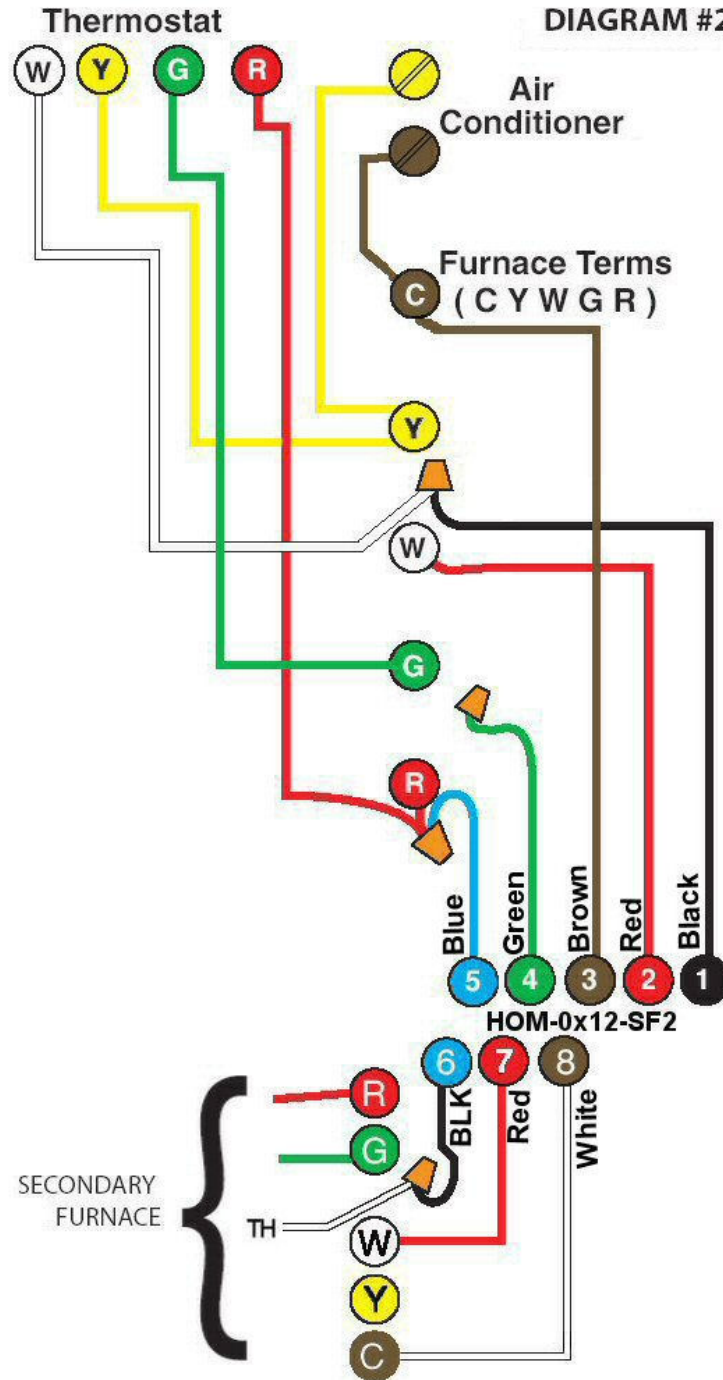 Thermostat
DIAGRAM #2
W Y G R
Air
Conditioner
C
Furnace Terms
( C Y W G R )
Y
W
G
R
Blue
Green
Brown
Red
Black
5 4 3 2 1
HOM-0x12-SF2
6 7 8
BLK
Red
White
R
G
SECONDARY
FURNACE
TH
W
Y
C